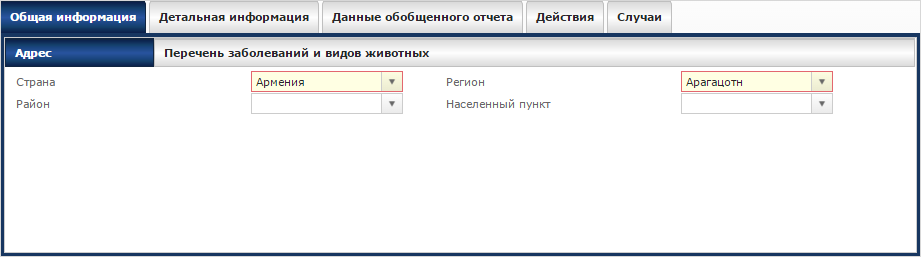 Общая информация Детальная информация Данные обобщенного отчета Действия Случаи
Адрес Перечень заболеваний и видов животных
Страна Армения Регион Арагацотн
Район Населенный пункт